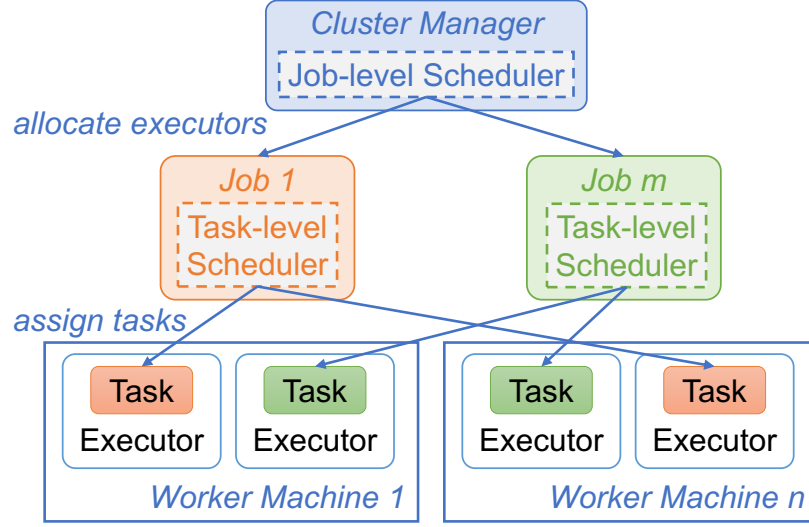 Cluster Manager
Job-level Scheduler
allocate executors
Job 1
Task-level
Scheduler
Job m
Task-level
Scheduler
assign tasks
Task
Executor
Task
Executor
Worker Machine 1
Task
Executor
Task
Executor
Worker Machine n